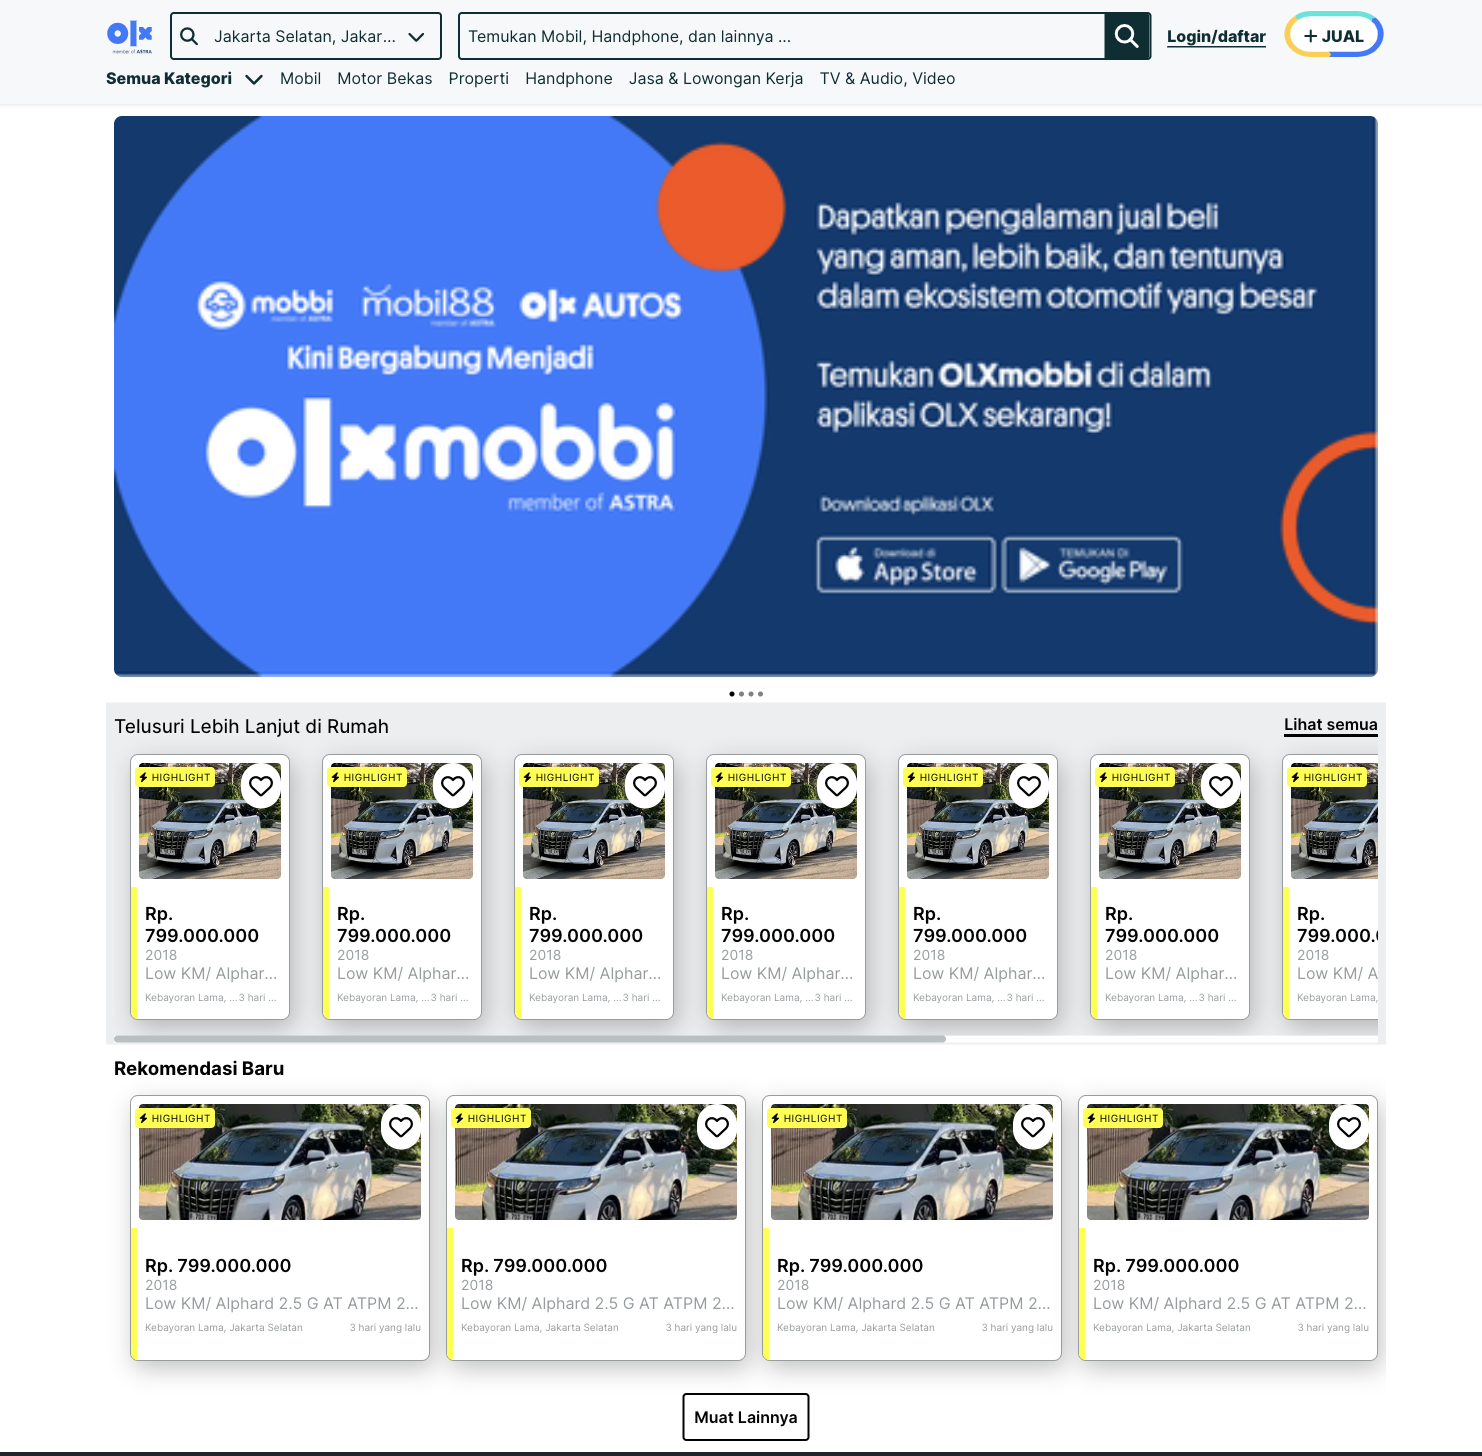 olx
member of ASTRA
Jakarta Selatan, Jakar...
Temukan Mobil, Handphone, dan lainnya ...
Login/daftar
+ JUAL
Semua Kategori
Mobil
Motor Bekas
Properti
Handphone
Jasa & Lowongan Kerja
TV & Audio, Video
mobbi
member of ASTRA
mobil88
member of ASTRA
olx AUTOS
Kini Bergabung Menjadi
olxmobbi
member of ASTRA
Dapatkan pengalaman jual beli
yang aman, lebih baik, dan tentunya
dalam ekosistem otomotif yang besar
Temukan OLXmobbi di dalam
aplikasi OLX sekarang!
Download aplikasi OLX
Download di
App Store
TEMUKAN DI
Google Play
Telusuri Lebih Lanjut di Rumah
Lihat semua
HIGHLIGHT
Rp.
799.000.000
2018
Low KM/ Alphar...
Kebayoran Lama, ... 3 hari ...
HIGHLIGHT
Rp.
799.000.000
2018
Low KM/ Alphar...
Kebayoran Lama, ... 3 hari ...
HIGHLIGHT
Rp.
799.000.000
2018
Low KM/ Alphar...
Kebayoran Lama, ... 3 hari ...
HIGHLIGHT
Rp.
799.000.000
2018
Low KM/ Alphar...
Kebayoran Lama, ... 3 hari ...
HIGHLIGHT
Rp.
799.000.000
2018
Low KM/ Alphar...
Kebayoran Lama, ... 3 hari ...
HIGHLIGHT
Rp.
799.000.000
2018
Low KM/ Alphar...
Kebayoran Lama, ... 3 hari ...
HIGHLIGHT
Rp.
799.000.
2018
Low KM/ A
Kebayoran Lama,
Rekomendasi Baru
HIGHLIGHT
Rp. 799.000.000
2018
Low KM/ Alphard 2.5 G AT ATPM 2...
Kebayoran Lama, Jakarta Selatan 3 hari yang lalu
HIGHLIGHT
Rp. 799.000.000
2018
Low KM/ Alphard 2.5 G AT ATPM 2...
Kebayoran Lama, Jakarta Selatan 3 hari yang lalu
HIGHLIGHT
Rp. 799.000.000
2018
Low KM/ Alphard 2.5 G AT ATPM 2...
Kebayoran Lama, Jakarta Selatan 3 hari yang lalu
HIGHLIGHT
Rp. 799.000.000
2018
Low KM/ Alphard 2.5 G AT ATPM 2...
Kebayoran Lama, Jakarta Selatan 3 hari yang lalu
Muat Lainnya